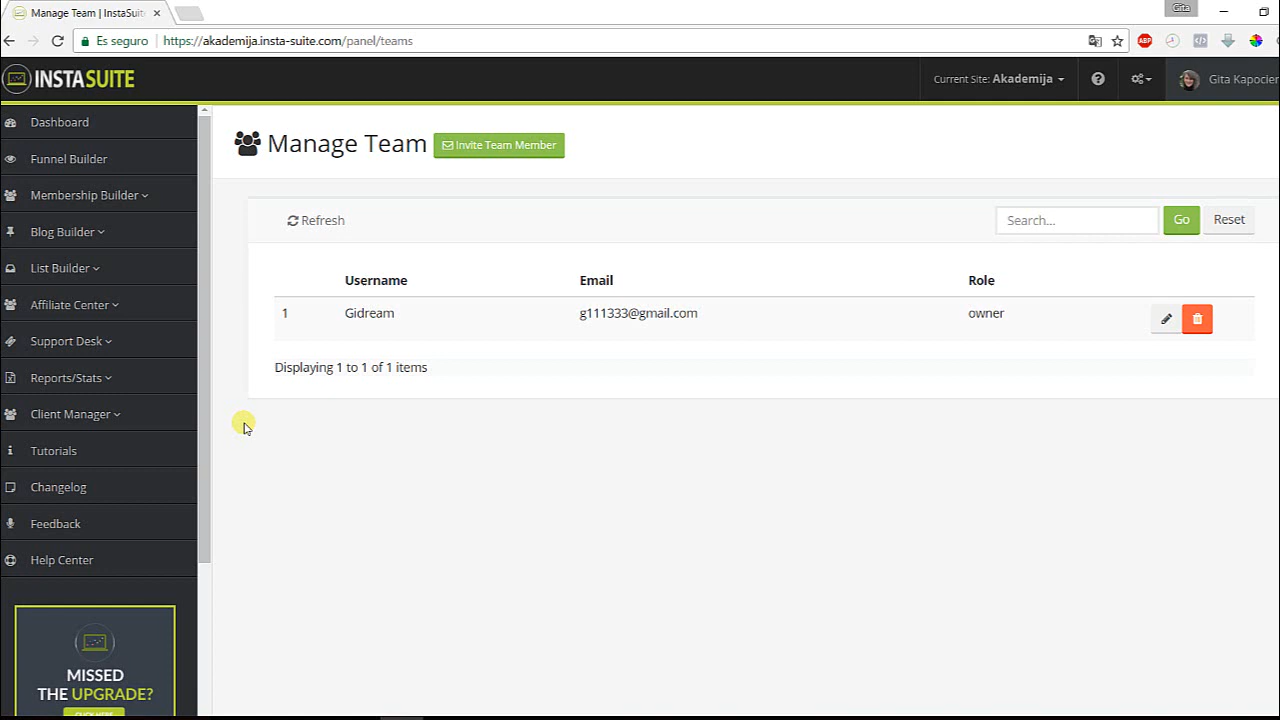 Manage Team | InstaSuit
Gita
Es seguro
https://akademija.insta-suite.com/panel/teams
ABP
INSTASUITE
Current Site: Akademija
Gita Kapocier
Dashboard
Funnel Builder
Membership Builder
Blog Builder
List Builder
Affiliate Center
Support Desk
Reports/Stats
Client Manager
Tutorials
Changelog
Feedback
Help Center
MISSED
THE UPGRADE?
Manage Team
Invite Team Member
Refresh
Search...
Go
Reset
Username Email Role
1 Gidream g111333@gmail.com owner
Displaying 1 to 1 of 1 items